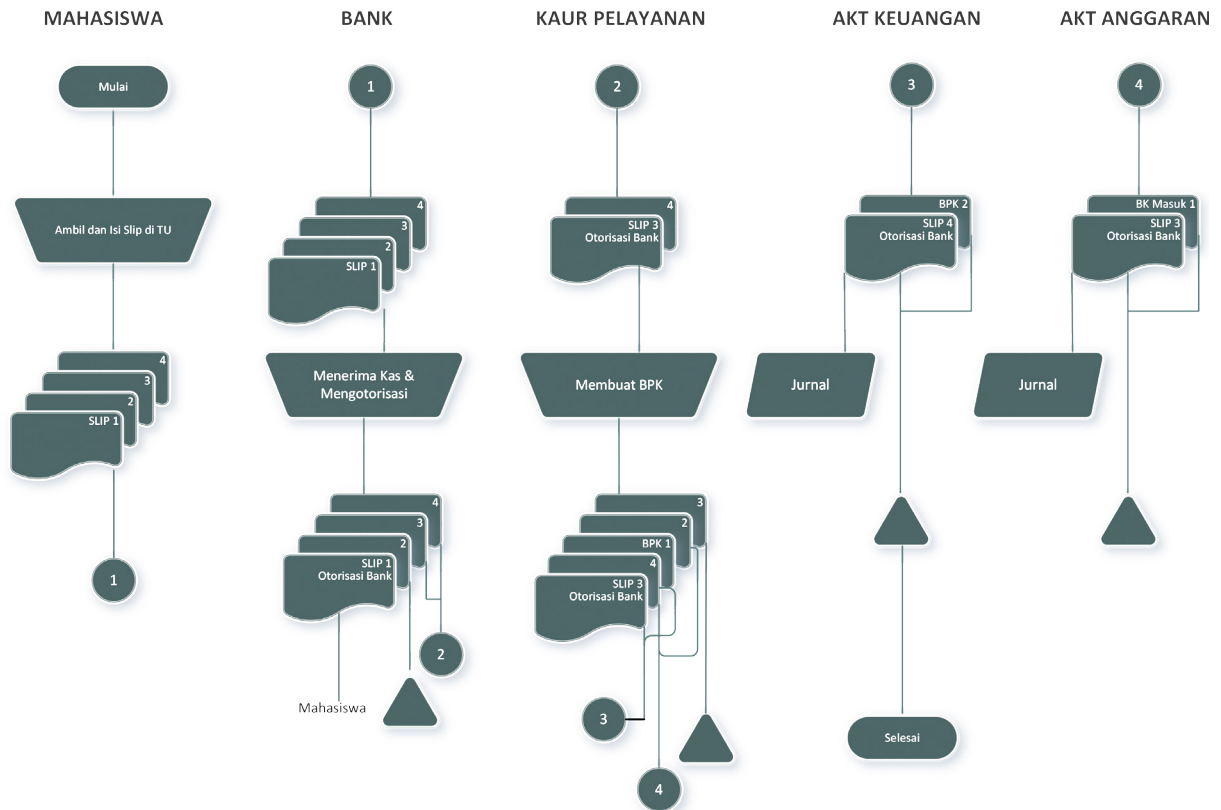 MAHASISWA
Mulai
Ambil dan Isi Slip di TU
4
3
2
SLIP 1
1
BANK
1
4
3
2
SLIP 1
Menerima Kas &
Mengotorisasi
4
3
2
SLIP 1
Otorisasi Bank
2
Mahasiswa
KAUR PELAYANAN
2
4
SLIP 3
Otorisasi Bank
Membuat BPK
3
2
BPK 1
4
SLIP 3
Otorisasi Bank
3
4
AKT KEUANGAN
3
BPK 2
SLIP 4
Otorisasi Bank
Jurnal
Selesai
AKT ANGGARAN
4
BK Masuk 1
SLIP 3
Otorisasi Bank
Jurnal